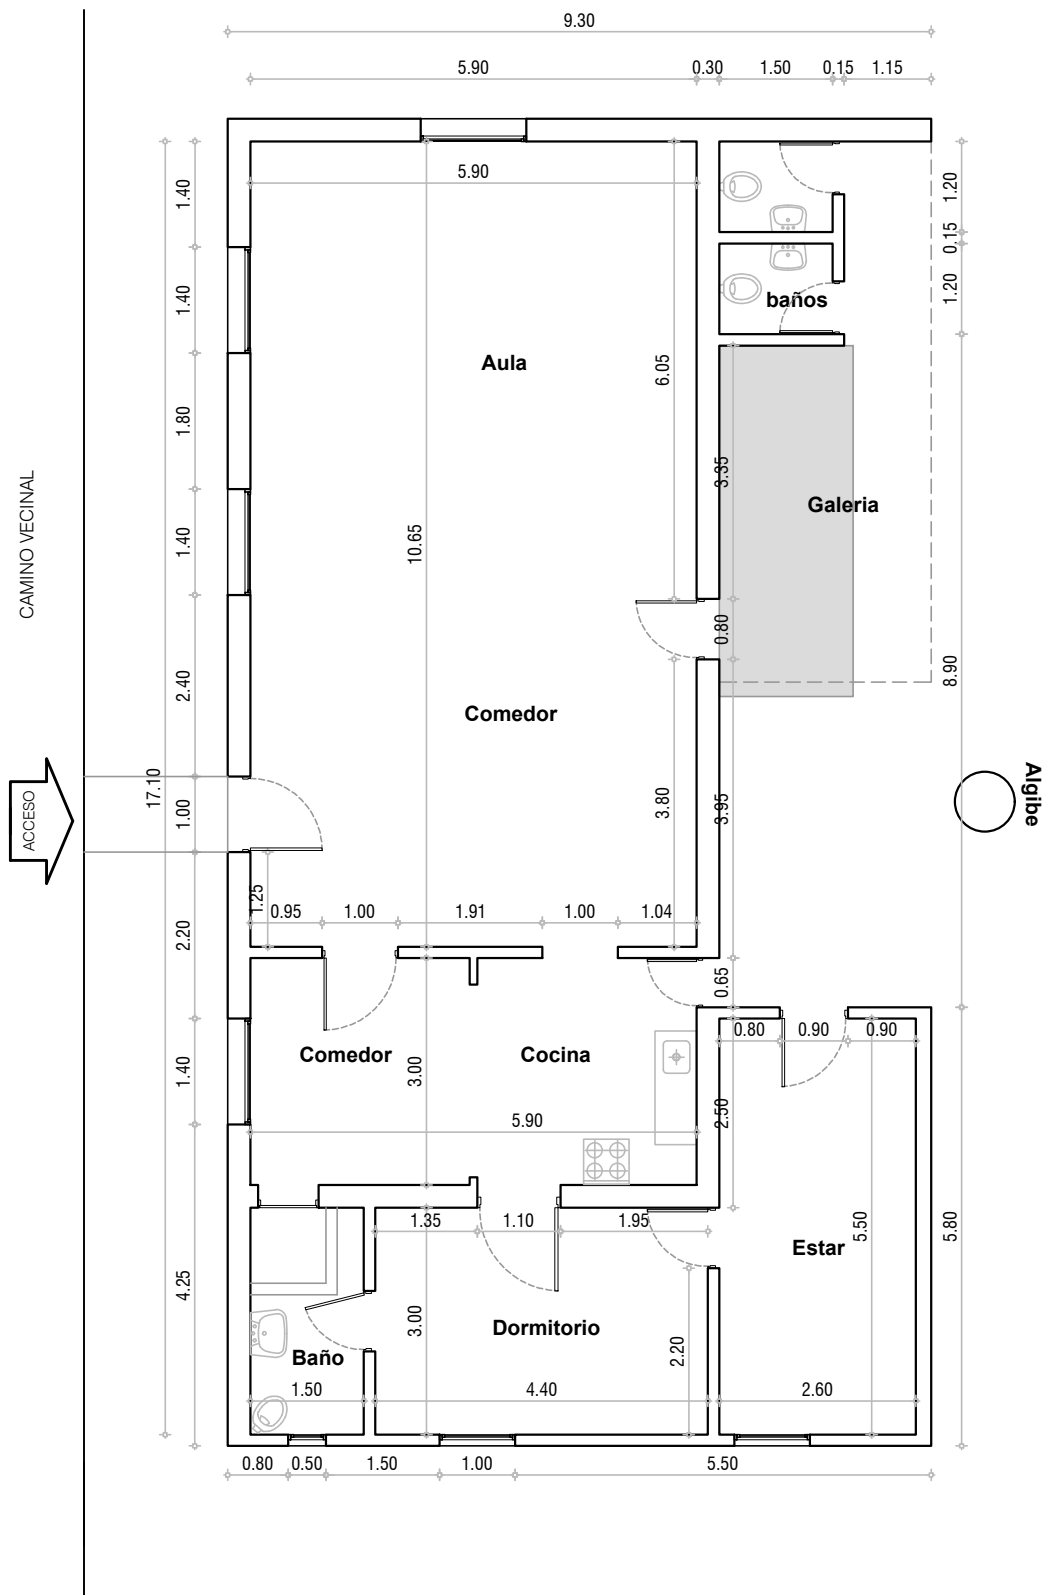 9.30
5.90 0.30 1.50 0.15 1.15
5.90
1.40
1.20
0.15
1.20
baños
1.40
Aula
6.05
1.80
3.35
Galeria
CAMINO VECINAL
10.65
1.40
0.80
2.40
8.90
Comedor
17.10
1.00
ACCESO
3.80
3.95
Algibe
1.25
0.95 1.00 1.91 1.00 1.04
2.20
0.65
0.80 0.90 0.90
Comedor
Cocina
3.00
1.40
5.90
2.50
1.35 1.10 1.95
5.50
5.80
Estar
4.25
3.00
Dormitorio
2.20
Baño
1.50 4.40 2.60
0.80 0.50 1.50 1.00 5.50